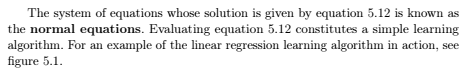 The system of equations whose solution is given by equation 5.12 is known as
the normal equations. Evaluating equation 5.12 constitutes a simple learning
algorithm. For an example of the linear regression learning algorithm in action, see
figure 5.1.